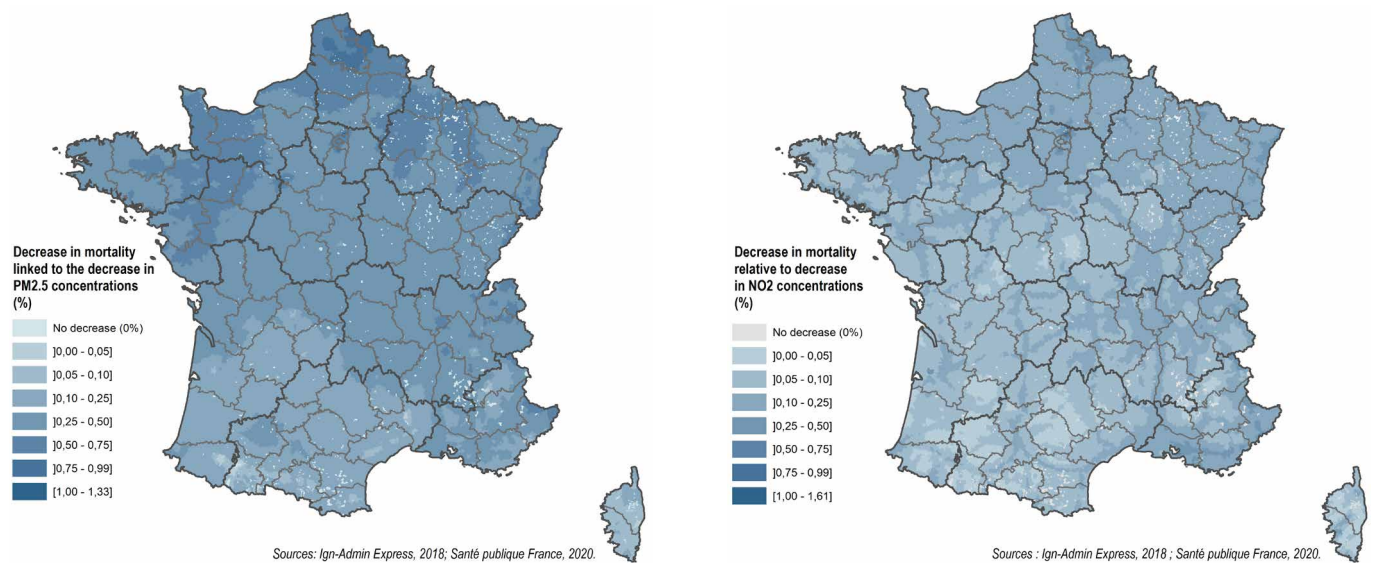 Decrease in mortality
linked to the decrease in
PM2.5 concentrations
(%)
No decrease (0%)
]0,00 - 0,05]
]0,05 - 0,10]
]0,10 - 0,25]
]0,25 - 0,50]
]0,50 - 0,75]
]0,75 - 0,99]
[1,00 - 1,33]
Sources: Ign-Admin Express, 2018; Santé publique France, 2020.
Decrease in mortality
relative to decrease
in NO2 concentrations
(%)
No decrease (0%)
]0,00 - 0,05]
]0,05 - 0,10]
]0,10 - 0,25]
]0,25 - 0,50]
]0,50 - 0,75]
]0,75 - 0,99]
[1,00 - 1,61]
Sources : Ign-Admin Express, 2018 ; Santé publique France, 2020.